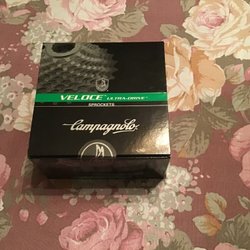 VELOCE ULTRA-DRIVE
SPROCKETS
Campagnolo